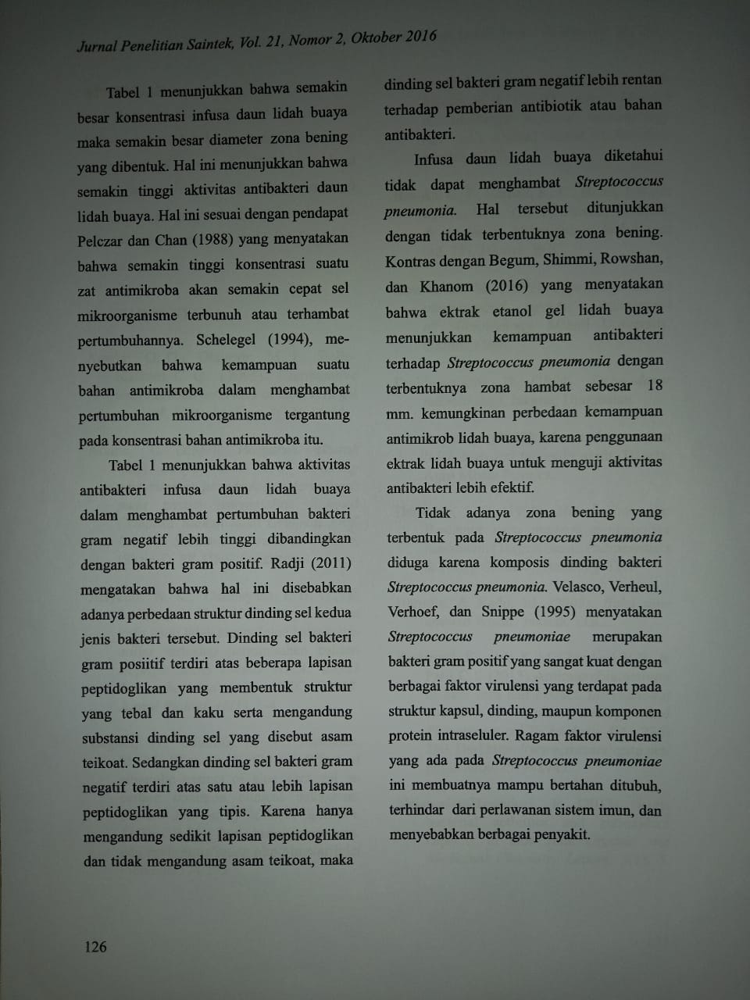 Jurnal Penelitian Saintek, Vol. 21, Nomor 2, Oktober 2016
Tabel 1 menunjukkan bahwa semakin
besar konsentrasi infusa daun lidah buaya
maka semakin besar diameter zona bening
yang dibentuk. Hal ini menunjukkan bahwa
semakin tinggi aktivitas antibakteri daun
lidah buaya. Hal ini sesuai dengan pendapat
Pelczar dan Chan (1988) yang menyatakan
bahwa semakin tinggi konsentrasi suatu
zat antimikroba akan semakin cepat sel
mikroorganisme terbunuh atau terhambat
pertumbuhannya. Schelegel (1994), me-
nyebutkan bahwa kemampuan suatu
bahan antimikroba dalam menghambat
pertumbuhan mikroorganisme tergantung
pada konsentrasi bahan antimikroba itu.
Tabel 1 menunjukkan bahwa aktivitas
antibakteri infusa daun lidah buaya
dalam menghambat pertumbuhan bakteri
gram negatif lebih tinggi dibandingkan
dengan bakteri gram positif. Radji (2011)
mengatakan bahwa hal ini disebabkan
adanya perbedaan struktur dinding sel kedua
jenis bakteri tersebut. Dinding sel bakteri
gram posiitif terdiri atas beberapa lapisan
peptidoglikan yang membentuk struktur
yang tebal dan kaku serta mengandung
substansi dinding sel yang disebut asam
teikoat. Sedangkan dinding sel bakteri gram
negatif terdiri atas satu atau lebih lapisan
peptidoglikan yang tipis. Karena hanya
mengandung sedikit lapisan peptidoglikan
dan tidak mengandung asam teikoat, maka
dinding sel bakteri gram negatif lebih rentan
terhadap pemberian antibiotik atau bahan
antibakteri.
Infusa daun lidah buaya diketahui
tidak dapat menghambat Streptococcus
pneumonia. Hal tersebut ditunjukkan
dengan tidak terbentuknya zona bening.
Kontras dengan Begum, Shimmi, Rowshan,
dan Khanom (2016) yang menyatakan
bahwa ektrak etanol gel lidah buaya
menunjukkan kemampuan antibakteri
terhadap Streptococcus pneumonia dengan
terbentuknya zona hambat sebesar 18
mm. kemungkinan perbedaan kemampuan
antimikrob lidah buaya, karena penggunaan
ektrak lidah buaya untuk menguji aktivitas
antibakteri lebih efektif.
Tidak adanya zona bening yang
terbentuk pada Streptococcus pneumonia
diduga karena komposis dinding bakteri
Streptococcus pneumonia. Velasco, Verheul,
Verhoef, dan Snippe (1995) menyatakan
Streptococcus pneumoniae merupakan
bakteri gram positif yang sangat kuat dengan
berbagai faktor virulensi yang terdapat pada
struktur kapsul, dinding, maupun komponen
protein intraseluler. Ragam faktor virulensi
yang ada pada Streptococcus pneumoniae
ini membuatnya mampu bertahan ditubuh,
terhindar dari perlawanan sistem imun, dan
menyebabkan berbagai penyakit.
126